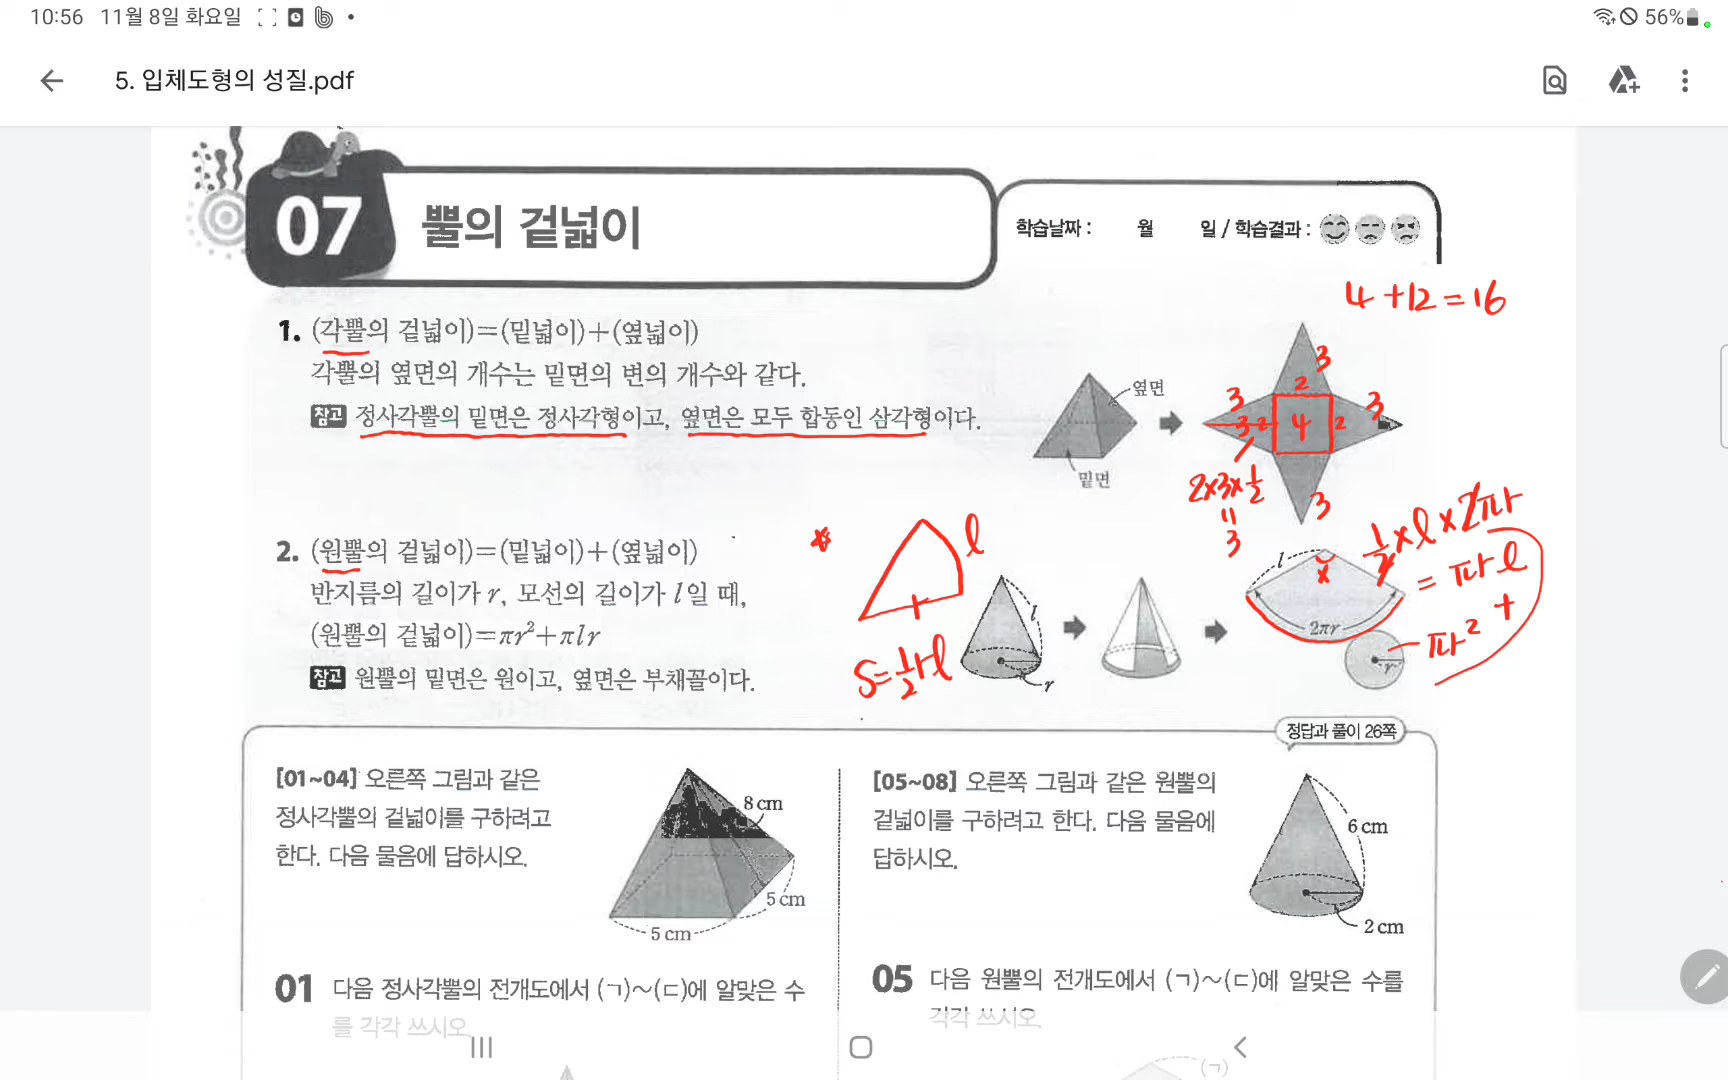 10:56 11월 8일 화요일
56%
5. 입체도형의 성질.pdf
07 뿔의 겉넓이
학습날짜 : 월 일 / 학습결과 :
4+12=16
1. (각뿔의 겉넓이)=(밑넓이)+(옆넓이)
각뿔의 옆면의 개수는 밑면의 변의 개수와 같다.
참고 정사각뿔의 밑면은 정사각형이고, 옆면은 모두 합동인 삼각형이다.
옆면
밑면
3
2
3
3
3 2 4 2
3
2×3×½
=
3
2. (원뿔의 겉넓이)=(밑넓이)+(옆넓이)
반지름의 길이가 r, 모선의 길이가 l일 때,
(원뿔의 겉넓이)=πr²+πlr
참고 원뿔의 밑면은 원이고, 옆면은 부채꼴이다.
l
S=½rl
l
r
l
x
2πr
r
½×l×2πr
=πrl
+
πr²
정답과 풀이 26쪽
[01~04] 오른쪽 그림과 같은
정사각뿔의 겉넓이를 구하려고
한다. 다음 물음에 답하시오.
8 cm
5 cm
5 cm
01 다음 정사각뿔의 전개도에서 (ㄱ)~(ㄷ)에 알맞은 수
를 각각 쓰시오.
[05~08] 오른쪽 그림과 같은 원뿔의
겉넓이를 구하려고 한다. 다음 물음에
답하시오.
6 cm
2 cm
05 다음 원뿔의 전개도에서 (ㄱ)~(ㄷ)에 알맞은 수를
각각 쓰시오.
(ㄱ)